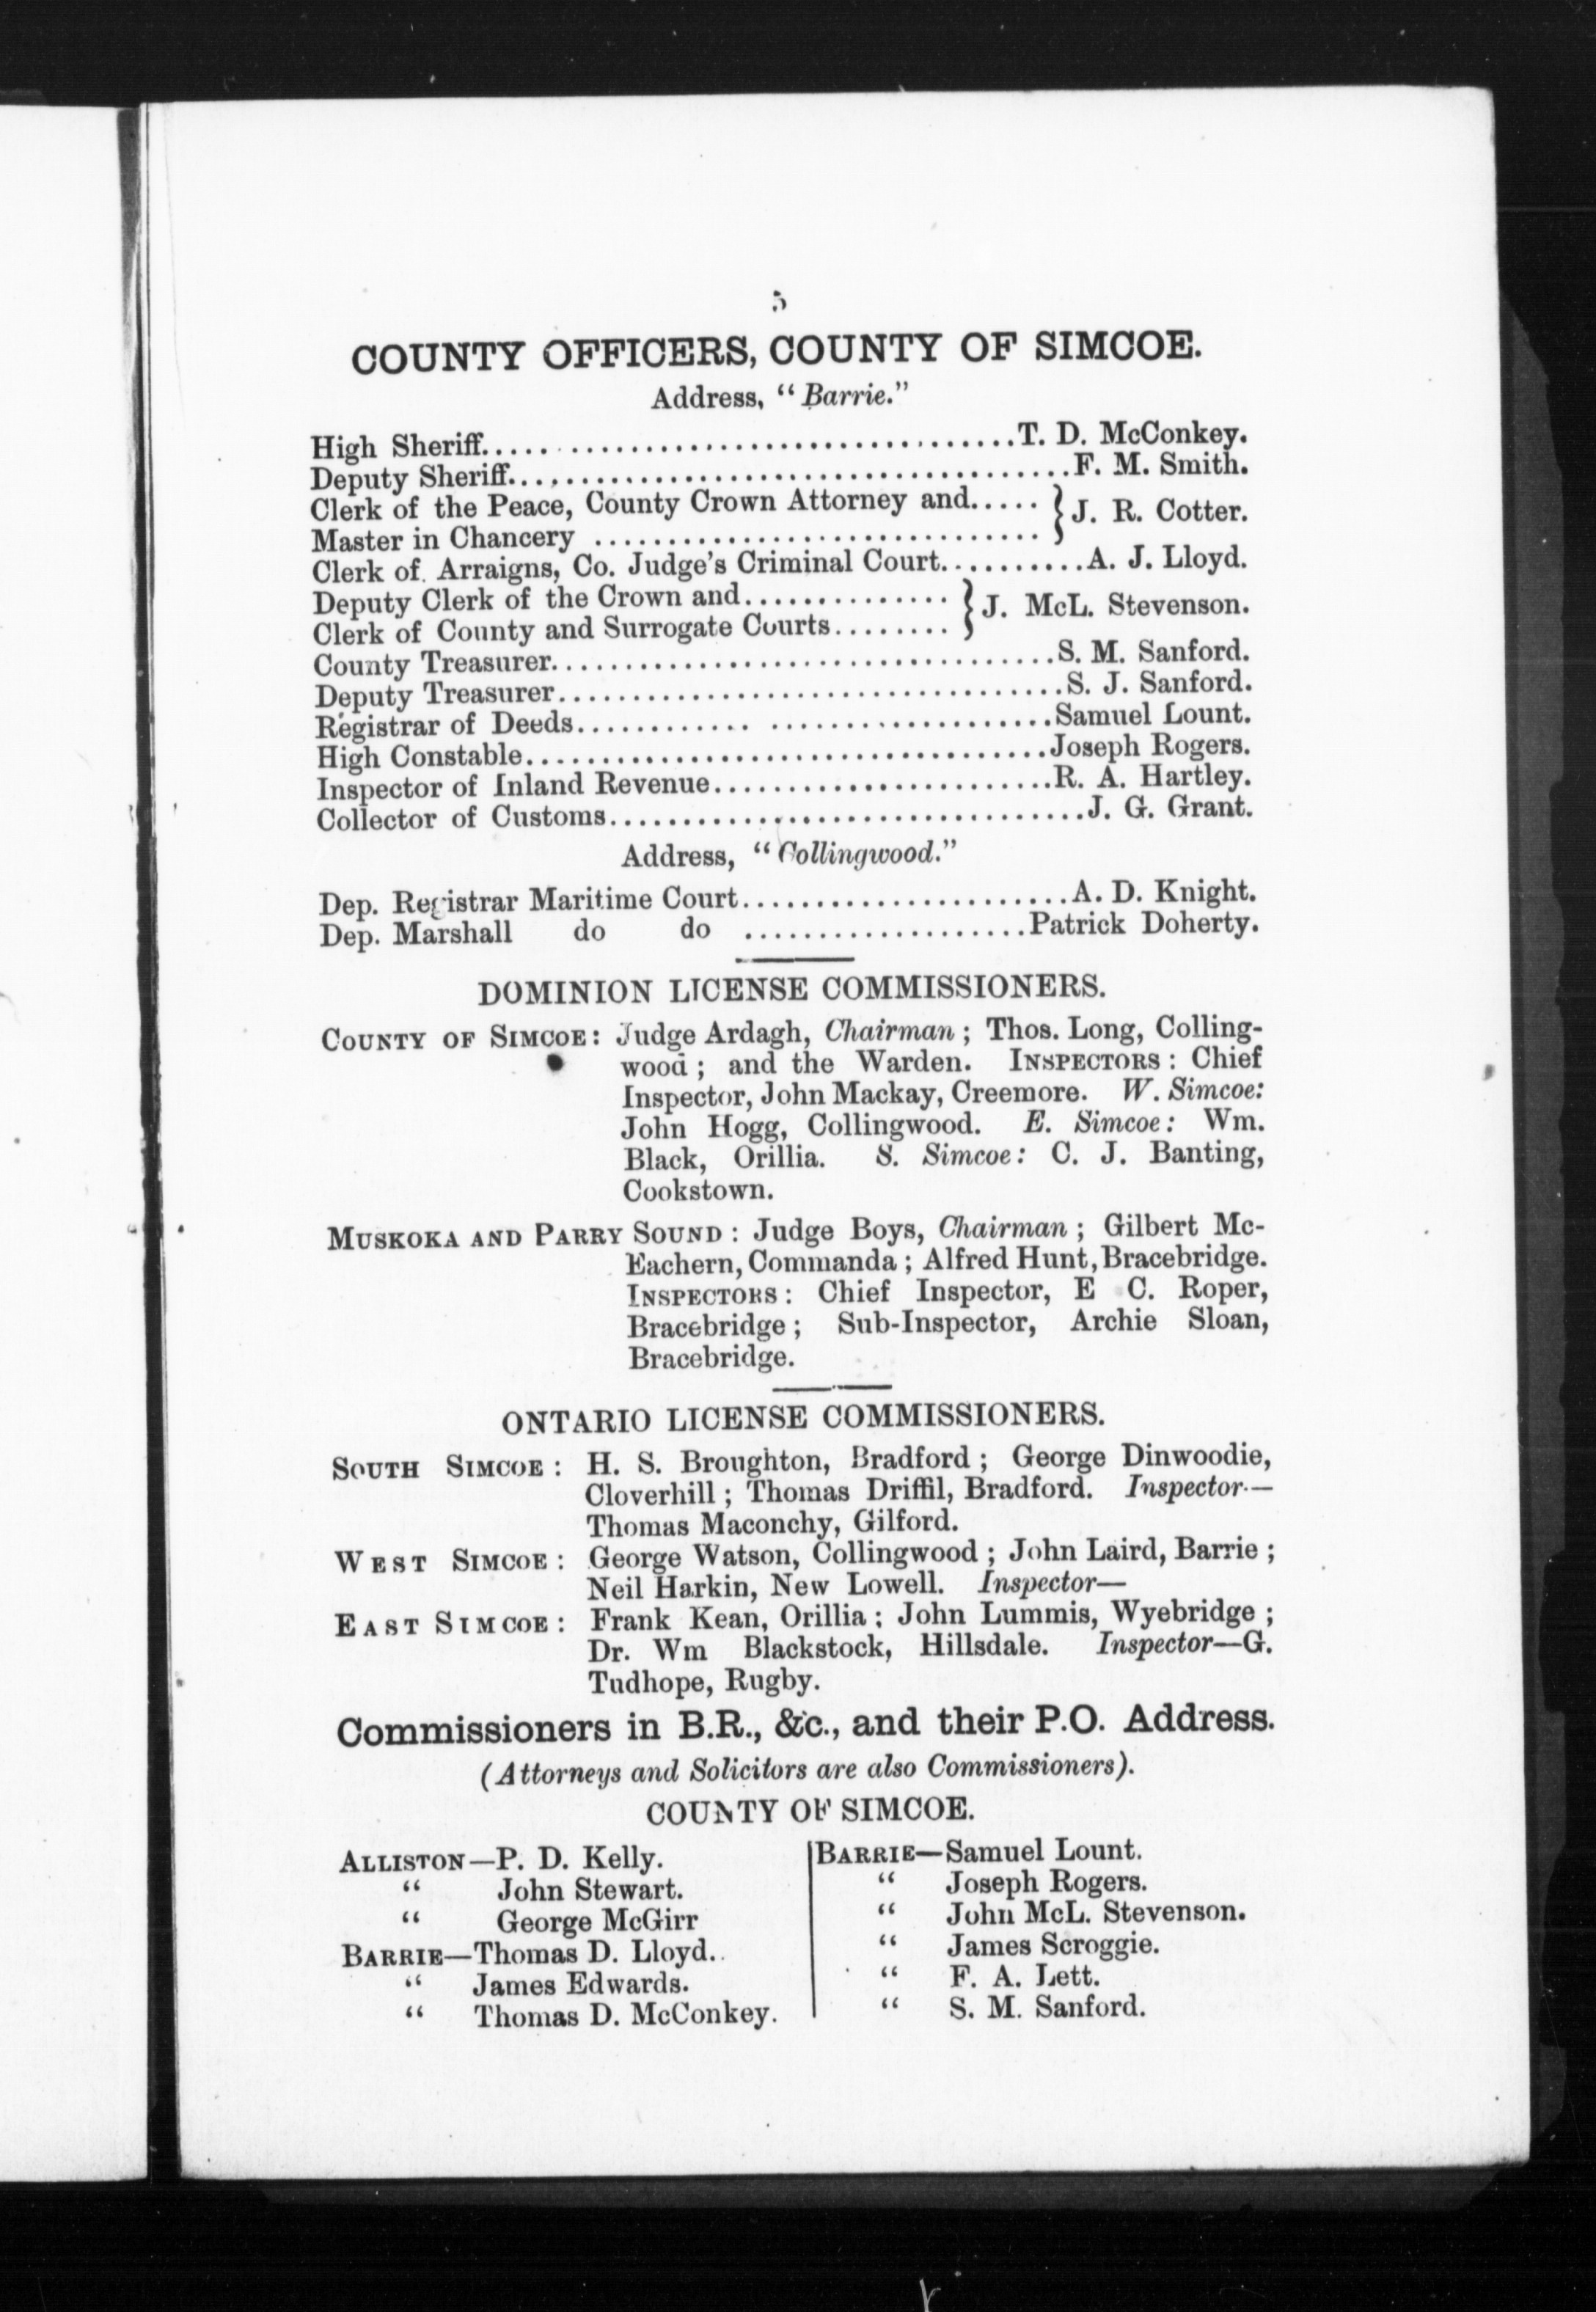 5
COUNTY OFFICERS, COUNTY OF SIMCOE.
Address, "Barrie."
High Sheriff........................................T. D. McConkey.
Deputy Sheriff........................................F. M. Smith.
Clerk of the Peace, County Crown Attorney and..... } J. R. Cotter.
Master in Chancery ..............................
Clerk of Arraigns, Co. Judge's Criminal Court..........A. J. Lloyd.
Deputy Clerk of the Crown and.............. } J. McL. Stevenson.
Clerk of County and Surrogate Courts........
County Treasurer..................................S. M. Sanford.
Deputy Treasurer..................................S. J. Sanford.
Registrar of Deeds............ ...................Samuel Lount.
High Constable...................................Joseph Rogers.
Inspector of Inland Revenue.......................R. A. Hartley.
Collector of Customs................................J. G. Grant.
Address, "Collingwood."
Dep. Registrar Maritime Court......................A. D. Knight.
Dep. Marshall do do ...................Patrick Doherty.
DOMINION LICENSE COMMISSIONERS.
COUNTY OF SIMCOE: Judge Ardagh, Chairman; Thos. Long, Colling-
wood; and the Warden. INSPECTORS: Chief
Inspector, John Mackay, Creemore. W. Simcoe:
John Hogg, Collingwood. E. Simcoe: Wm.
Black, Orillia. S. Simcoe: C. J. Banting,
Cookstown.
MUSKOKA AND PARRY SOUND: Judge Boys, Chairman; Gilbert Mc-
Eachern, Commanda; Alfred Hunt, Bracebridge.
INSPECTORS: Chief Inspector, E C. Roper,
Bracebridge; Sub-Inspector, Archie Sloan,
Bracebridge.
ONTARIO LICENSE COMMISSIONERS.
SOUTH SIMCOE: H. S. Broughton, Bradford; George Dinwoodie,
Cloverhill; Thomas Driffil, Bradford. Inspector—
Thomas Maconchy, Gilford.
WEST SIMCOE: George Watson, Collingwood; John Laird, Barrie;
Neil Harkin, New Lowell. Inspector—
EAST SIMCOE: Frank Kean, Orillia; John Lummis, Wyebridge;
Dr. Wm Blackstock, Hillsdale. Inspector—G.
Tudhope, Rugby.
Commissioners in B.R., &c., and their P.O. Address.
(Attorneys and Solicitors are also Commissioners).
COUNTY OF SIMCOE.
ALLISTON—P. D. Kelly.
" John Stewart.
" George McGirr
BARRIE—Thomas D. Lloyd.
" James Edwards.
" Thomas D. McConkey.
BARRIE—Samuel Lount.
" Joseph Rogers.
" John McL. Stevenson.
" James Scroggie.
" F. A. Lett.
" S. M. Sanford.